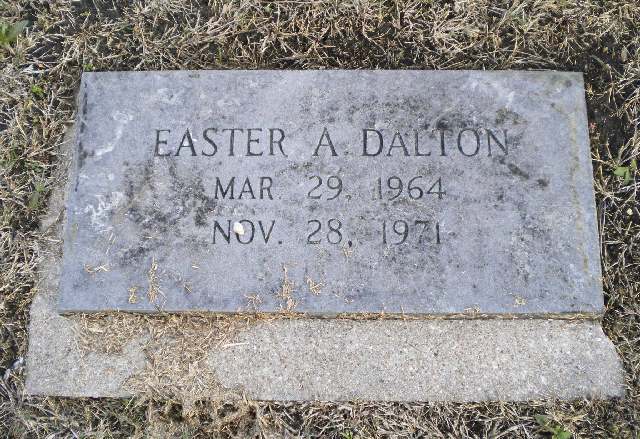 EASTER A. DALTON
MAR. 29, 1964
NOV. 28, 1971